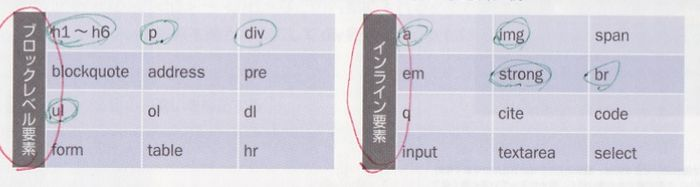 ブロックレベル要素
h1～h6 p div
blockquote address pre
ul ol dl
form table hr
インライン要素
a img span
em strong br
q cite code
input textarea select